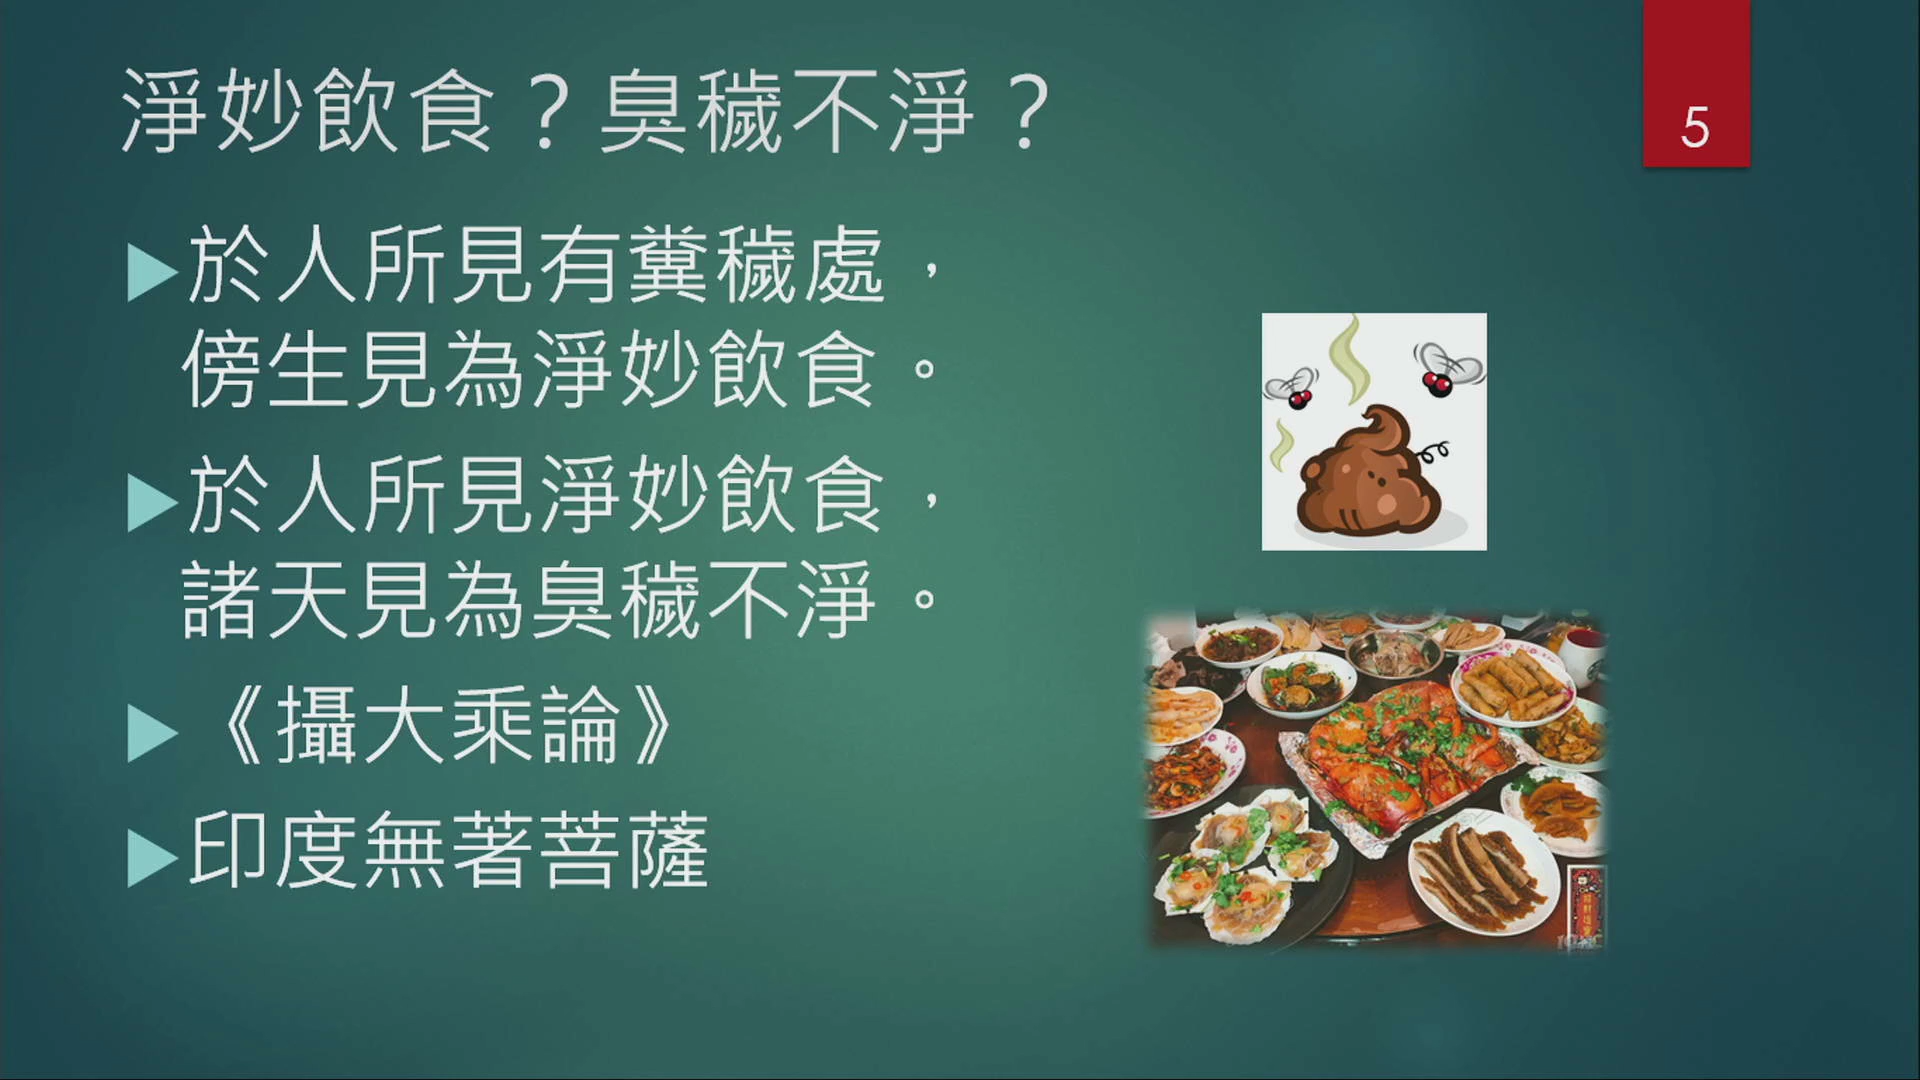 淨妙飲食？臭穢不淨？
5
於人所見有糞穢處，
傍生見為淨妙飲食。
於人所見淨妙飲食，
諸天見為臭穢不淨。
《攝大乘論》
印度無著菩薩